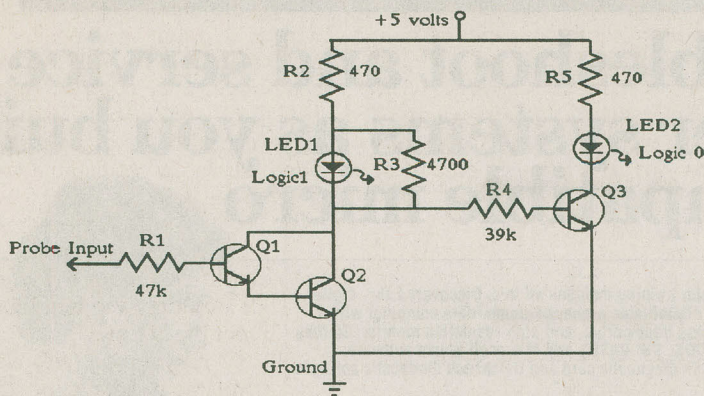 +5 volts
R2 470
R5 470
LED1
Logic1
R3 4700
LED2
Logic 0
R4
39k
Q3
Probe Input
R1
47k
Q1
Q2
Ground